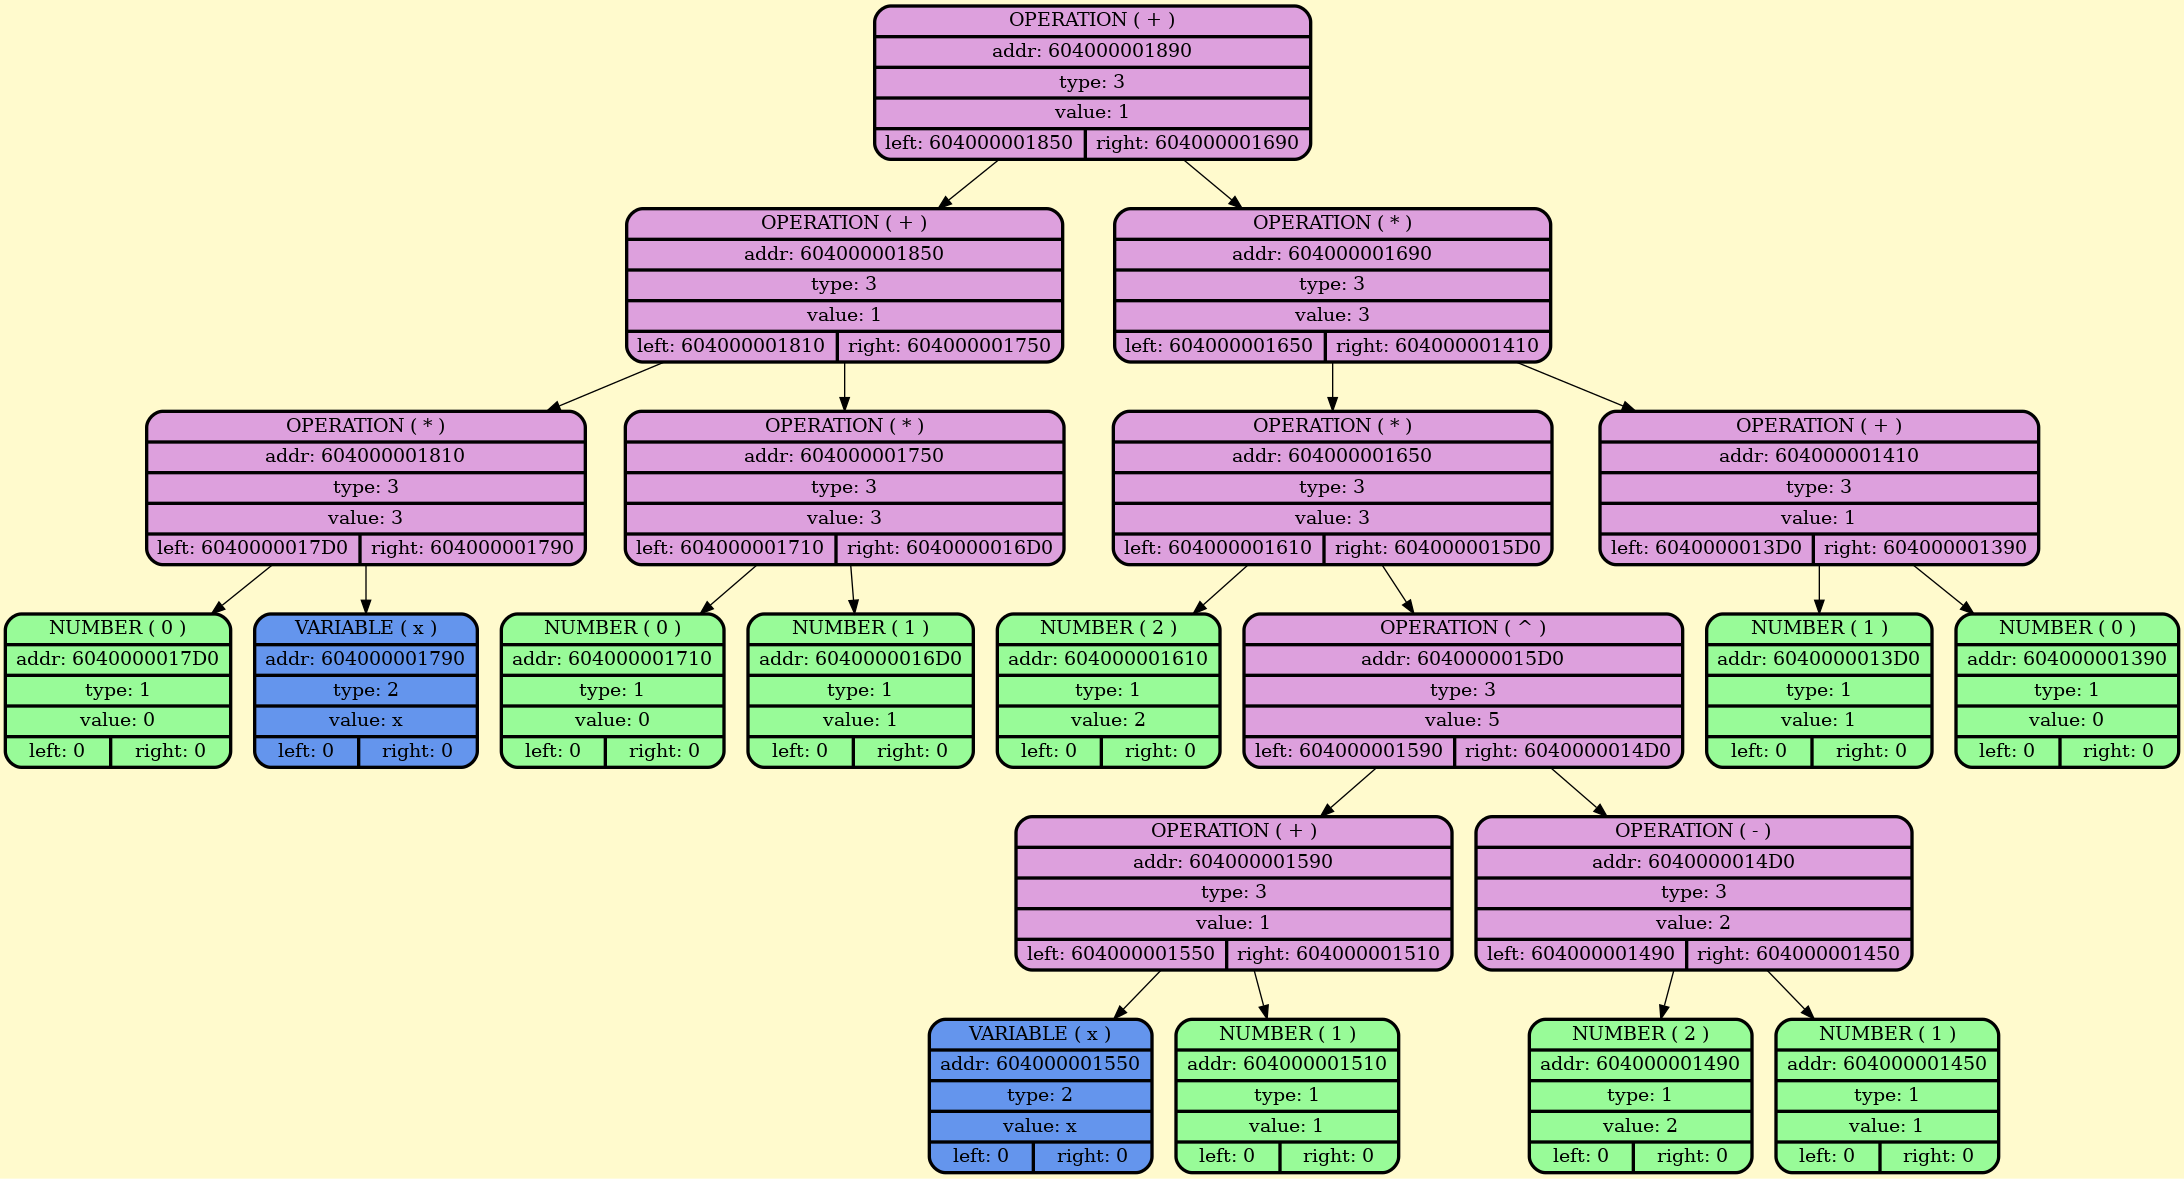 OPERATION ( + )
addr: 604000001890
type: 3
value: 1
left: 604000001850 right: 604000001690
OPERATION ( + )
addr: 604000001850
type: 3
value: 1
left: 604000001810 right: 604000001750
OPERATION ( * )
addr: 604000001690
type: 3
value: 3
left: 604000001650 right: 604000001410
OPERATION ( * )
addr: 604000001810
type: 3
value: 3
left: 6040000017D0 right: 604000001790
OPERATION ( * )
addr: 604000001750
type: 3
value: 3
left: 604000001710 right: 6040000016D0
OPERATION ( * )
addr: 604000001650
type: 3
value: 3
left: 604000001610 right: 6040000015D0
OPERATION ( + )
addr: 604000001410
type: 3
value: 1
left: 6040000013D0 right: 604000001390
NUMBER ( 0 )
addr: 6040000017D0
type: 1
value: 0
left: 0 right: 0
VARIABLE ( x )
addr: 604000001790
type: 2
value: x
left: 0 right: 0
NUMBER ( 0 )
addr: 604000001710
type: 1
value: 0
left: 0 right: 0
NUMBER ( 1 )
addr: 6040000016D0
type: 1
value: 1
left: 0 right: 0
NUMBER ( 2 )
addr: 604000001610
type: 1
value: 2
left: 0 right: 0
OPERATION ( ^ )
addr: 6040000015D0
type: 3
value: 5
left: 604000001590 right: 6040000014D0
NUMBER ( 1 )
addr: 6040000013D0
type: 1
value: 1
left: 0 right: 0
NUMBER ( 0 )
addr: 604000001390
type: 1
value: 0
left: 0 right: 0
OPERATION ( + )
addr: 604000001590
type: 3
value: 1
left: 604000001550 right: 604000001510
OPERATION ( - )
addr: 6040000014D0
type: 3
value: 2
left: 604000001490 right: 604000001450
VARIABLE ( x )
addr: 604000001550
type: 2
value: x
left: 0 right: 0
NUMBER ( 1 )
addr: 604000001510
type: 1
value: 1
left: 0 right: 0
NUMBER ( 2 )
addr: 604000001490
type: 1
value: 2
left: 0 right: 0
NUMBER ( 1 )
addr: 604000001450
type: 1
value: 1
left: 0 right: 0